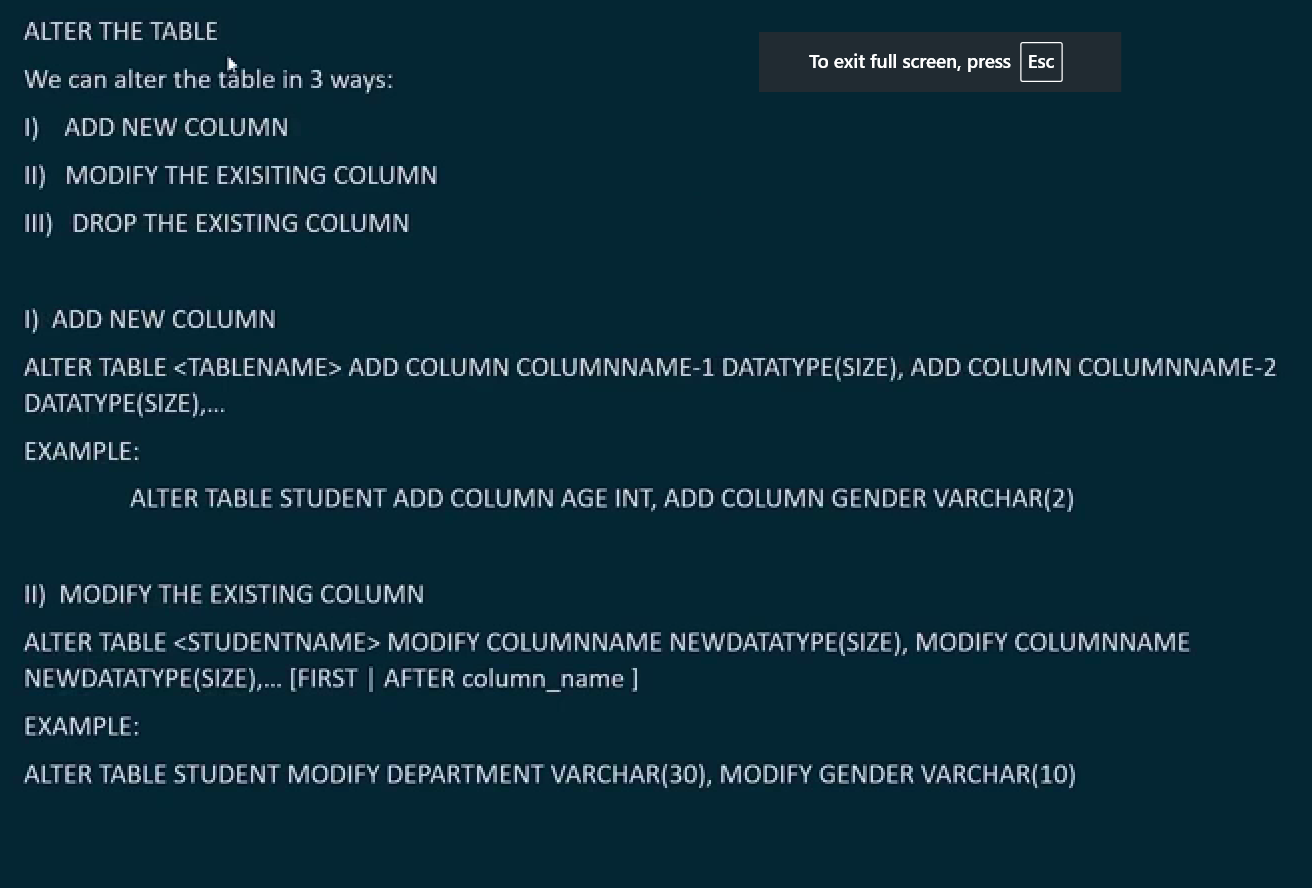 ALTER THE TABLE
To exit full screen, press Esc
We can alter the table in 3 ways:
I) ADD NEW COLUMN
II) MODIFY THE EXISITING COLUMN
III) DROP THE EXISTING COLUMN
I) ADD NEW COLUMN
ALTER TABLE <TABLENAME> ADD COLUMN COLUMNNAME-1 DATATYPE(SIZE), ADD COLUMN COLUMNNAME-2
DATATYPE(SIZE),...
EXAMPLE:
ALTER TABLE STUDENT ADD COLUMN AGE INT, ADD COLUMN GENDER VARCHAR(2)
II) MODIFY THE EXISTING COLUMN
ALTER TABLE <STUDENTNAME> MODIFY COLUMNNAME NEWDATATYPE(SIZE), MODIFY COLUMNNAME
NEWDATATYPE(SIZE),... [FIRST | AFTER column_name ]
EXAMPLE:
ALTER TABLE STUDENT MODIFY DEPARTMENT VARCHAR(30), MODIFY GENDER VARCHAR(10)